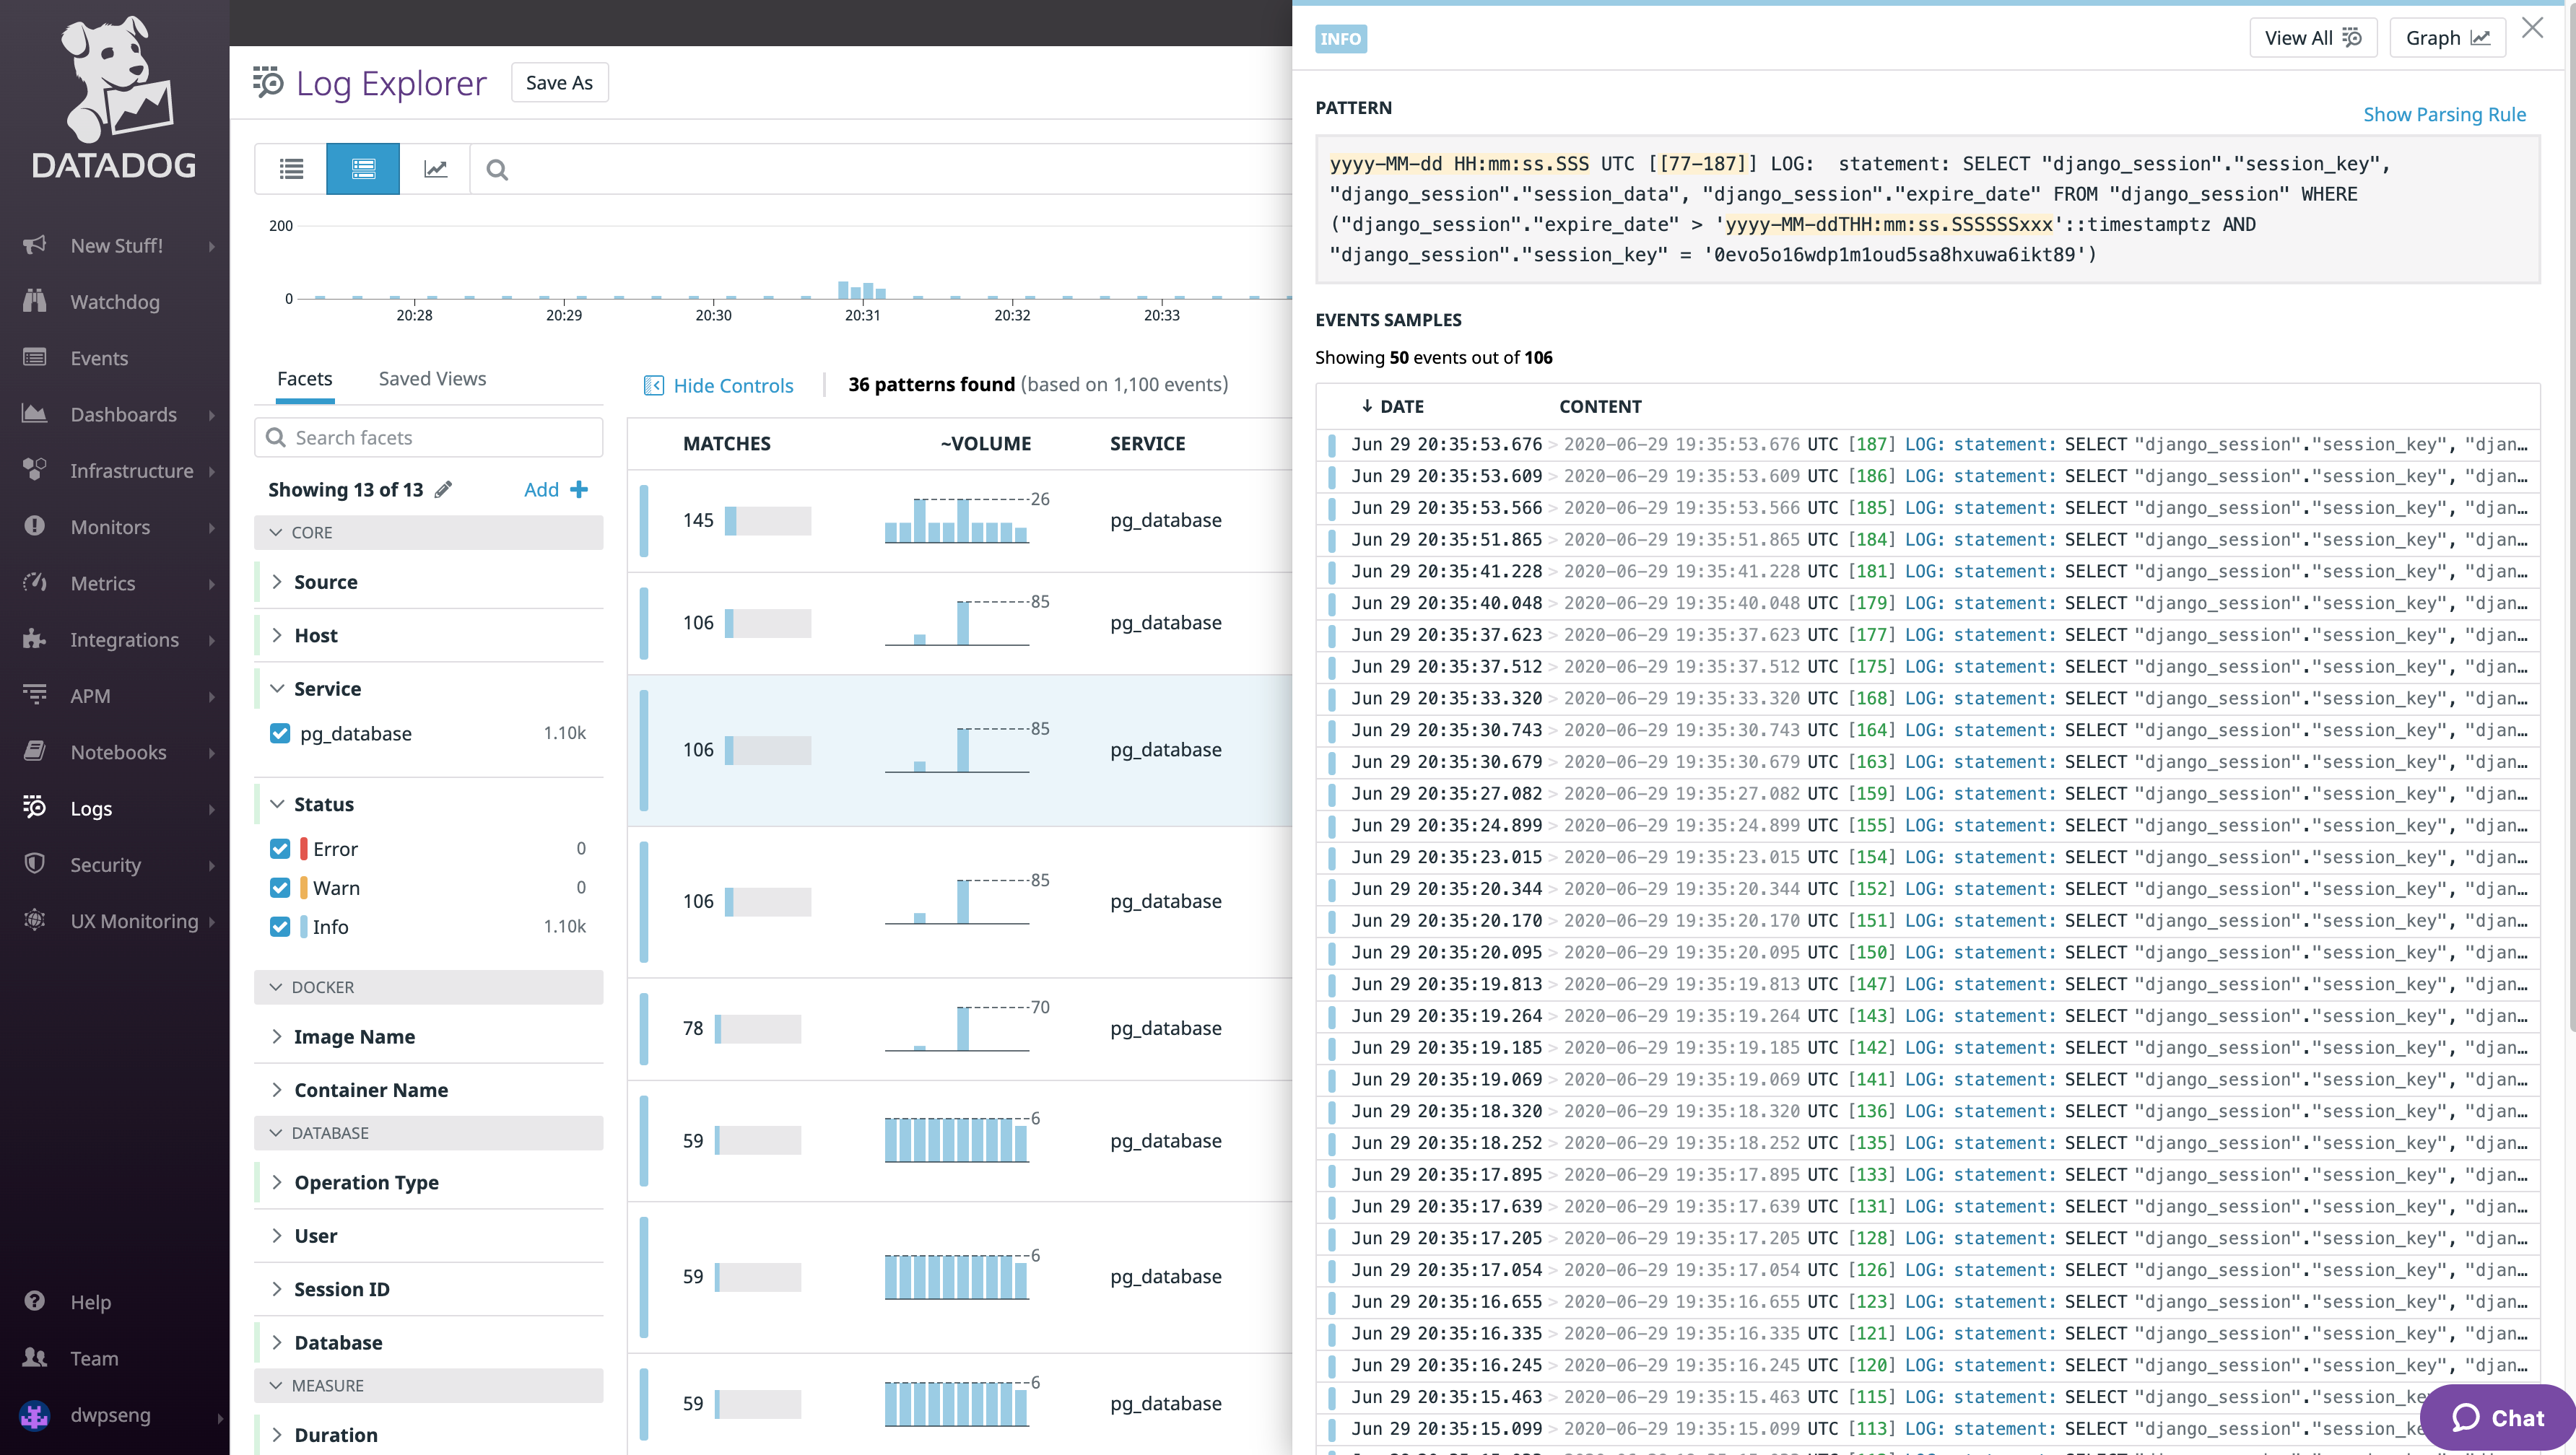 DATADOG
New Stuff!
Watchdog
Events
Dashboards
Infrastructure
Monitors
Metrics
Integrations
APM
Notebooks
Logs
Security
UX Monitoring
Help
Team
dwpseng
Log Explorer
Save As
200
0
20:28 20:29 20:30 20:31 20:32 20:33
Facets Saved Views
Search facets
Showing 13 of 13 Add
CORE
Source
Host
Service
pg_database 1.10k
Status
Error 0
Warn 0
Info 1.10k
DOCKER
Image Name
Container Name
DATABASE
Operation Type
User
Session ID
Database
MEASURE
Duration
Hide Controls 36 patterns found (based on 1,100 events)
MATCHES ~VOLUME SERVICE
145 26 pg_database
106 85 pg_database
106 85 pg_database
106 85 pg_database
78 70 pg_database
59 6 pg_database
59 6 pg_database
59 6 pg_database
INFO
View All Graph
PATTERN
Show Parsing Rule
yyyy-MM-dd HH:mm:ss.SSS UTC [[77-187]] LOG:  statement: SELECT "django_session"."session_key",
"django_session"."session_data", "django_session"."expire_date" FROM "django_session" WHERE
("django_session"."expire_date" > 'yyyy-MM-ddTHH:mm:ss.SSSSSSxxx'::timestamptz AND
"django_session"."session_key" = '0evo5o16wdp1m1oud5sa8hxuwa6ikt89')
EVENTS SAMPLES
Showing 50 events out of 106
↓ DATE CONTENT
Jun 29 20:35:53.676 > 2020-06-29 19:35:53.676 UTC [187] LOG: statement: SELECT "django_session"."session_key", "djan…
Jun 29 20:35:53.609 > 2020-06-29 19:35:53.609 UTC [186] LOG: statement: SELECT "django_session"."session_key", "djan…
Jun 29 20:35:53.566 > 2020-06-29 19:35:53.566 UTC [185] LOG: statement: SELECT "django_session"."session_key", "djan…
Jun 29 20:35:51.865 > 2020-06-29 19:35:51.865 UTC [184] LOG: statement: SELECT "django_session"."session_key", "djan…
Jun 29 20:35:41.228 > 2020-06-29 19:35:41.228 UTC [181] LOG: statement: SELECT "django_session"."session_key", "djan…
Jun 29 20:35:40.048 > 2020-06-29 19:35:40.048 UTC [179] LOG: statement: SELECT "django_session"."session_key", "djan…
Jun 29 20:35:37.623 > 2020-06-29 19:35:37.623 UTC [177] LOG: statement: SELECT "django_session"."session_key", "djan…
Jun 29 20:35:37.512 > 2020-06-29 19:35:37.512 UTC [175] LOG: statement: SELECT "django_session"."session_key", "djan…
Jun 29 20:35:33.320 > 2020-06-29 19:35:33.320 UTC [168] LOG: statement: SELECT "django_session"."session_key", "djan…
Jun 29 20:35:30.743 > 2020-06-29 19:35:30.743 UTC [164] LOG: statement: SELECT "django_session"."session_key", "djan…
Jun 29 20:35:30.679 > 2020-06-29 19:35:30.679 UTC [163] LOG: statement: SELECT "django_session"."session_key", "djan…
Jun 29 20:35:27.082 > 2020-06-29 19:35:27.082 UTC [159] LOG: statement: SELECT "django_session"."session_key", "djan…
Jun 29 20:35:24.899 > 2020-06-29 19:35:24.899 UTC [155] LOG: statement: SELECT "django_session"."session_key", "djan…
Jun 29 20:35:23.015 > 2020-06-29 19:35:23.015 UTC [154] LOG: statement: SELECT "django_session"."session_key", "djan…
Jun 29 20:35:20.344 > 2020-06-29 19:35:20.344 UTC [152] LOG: statement: SELECT "django_session"."session_key", "djan…
Jun 29 20:35:20.170 > 2020-06-29 19:35:20.170 UTC [151] LOG: statement: SELECT "django_session"."session_key", "djan…
Jun 29 20:35:20.095 > 2020-06-29 19:35:20.095 UTC [150] LOG: statement: SELECT "django_session"."session_key", "djan…
Jun 29 20:35:19.813 > 2020-06-29 19:35:19.813 UTC [147] LOG: statement: SELECT "django_session"."session_key", "djan…
Jun 29 20:35:19.264 > 2020-06-29 19:35:19.264 UTC [143] LOG: statement: SELECT "django_session"."session_key", "djan…
Jun 29 20:35:19.185 > 2020-06-29 19:35:19.185 UTC [142] LOG: statement: SELECT "django_session"."session_key", "djan…
Jun 29 20:35:19.069 > 2020-06-29 19:35:19.069 UTC [141] LOG: statement: SELECT "django_session"."session_key", "djan…
Jun 29 20:35:18.320 > 2020-06-29 19:35:18.320 UTC [136] LOG: statement: SELECT "django_session"."session_key", "djan…
Jun 29 20:35:18.252 > 2020-06-29 19:35:18.252 UTC [135] LOG: statement: SELECT "django_session"."session_key", "djan…
Jun 29 20:35:17.895 > 2020-06-29 19:35:17.895 UTC [133] LOG: statement: SELECT "django_session"."session_key", "djan…
Jun 29 20:35:17.639 > 2020-06-29 19:35:17.639 UTC [131] LOG: statement: SELECT "django_session"."session_key", "djan…
Jun 29 20:35:17.205 > 2020-06-29 19:35:17.205 UTC [128] LOG: statement: SELECT "django_session"."session_key", "djan…
Jun 29 20:35:17.054 > 2020-06-29 19:35:17.054 UTC [126] LOG: statement: SELECT "django_session"."session_key", "djan…
Jun 29 20:35:16.655 > 2020-06-29 19:35:16.655 UTC [123] LOG: statement: SELECT "django_session"."session_key", "djan…
Jun 29 20:35:16.335 > 2020-06-29 19:35:16.335 UTC [121] LOG: statement: SELECT "django_session"."session_key", "djan…
Jun 29 20:35:16.245 > 2020-06-29 19:35:16.245 UTC [120] LOG: statement: SELECT "django_session"."session_key", "djan…
Jun 29 20:35:15.463 > 2020-06-29 19:35:15.463 UTC [115] LOG: statement: SELECT "django_session"."session_ke
Jun 29 20:35:15.099 > 2020-06-29 19:35:15.099 UTC [113] LOG: statement: SELECT "django_session"."session_ke
Chat